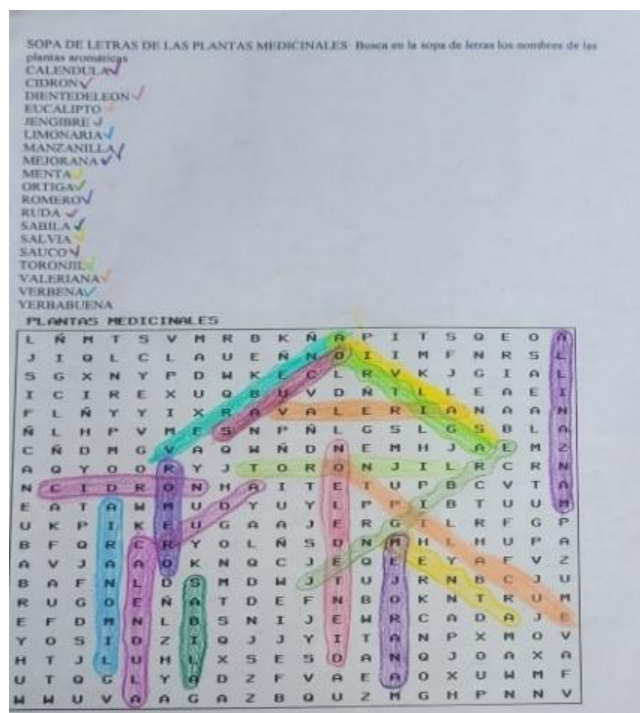 SOPA DE LETRAS DE LAS PLANTAS MEDICINALES Busca en la sopa de letras los nombres de las
plantas aromáticas
CALENDULA
CIDRON
DIENTEDELEON
EUCALIPTO
JENGIBRE
LIMONARIA
MANZANILLA
MEJORANA
MENTA
ORTIGA
ROMERO
RUDA
SABILA
SALVIA
SAUCO
TORONJIL
VALERIANA
VERBENA
YERBABUENA
PLANTAS MEDICINALES
L Ñ M T S V M R B K Ñ A P I T S Q E O A
J I Q L C L A U E Ñ N O I I M F N R S L
S G X N Y P D W K E C L R V K J G I A L
I C I R E X U Q B U V D Ñ T L L E A E I
F L Ñ Y Y I X R A V A L E R I A N A A N
Ñ L H P V M E S N P Ñ L G S L G S B L A
C Ñ D M G V A Q W Ñ D N E M H J A E M Z
A Q Y O O R Y J T O R O N J I L R C R N
N C I D R O N H A I T E T U P B C V T A
E A T A W M U D Y U Y L P P I B T U U M
U K P I K E U G A A J E R G I L R F G P
B F Q R C R Y O L Ñ S D N M H L H U P A
A V J A A O K N Q C J E Q E E Y A F V Z
B A F N L D S M D W J T U J R N B C J U
R U G O E Ñ A T D E F N B O K N T R U M
E F D M N L B S N I J E W R C A D A J E
Y O S I D Z I Q J J Y I T A N P X M O V
H T J L U H L X S E S D A N Q J O A X A
U T Q G L Y A D Z F V A E A O X U W M F
W W U V A A G A Z B Q U Z M G H P N N V